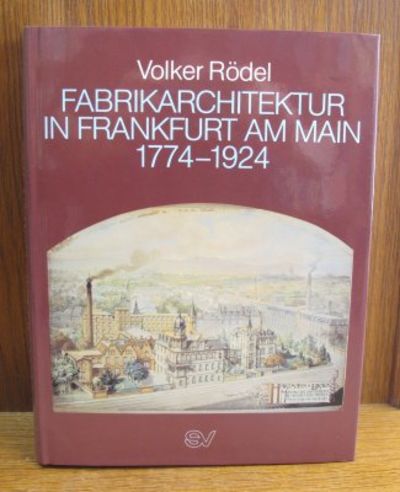 Volker Rödel
FABRIKARCHITEKTUR
IN FRANKFURT AM MAIN
1774–1924
SV